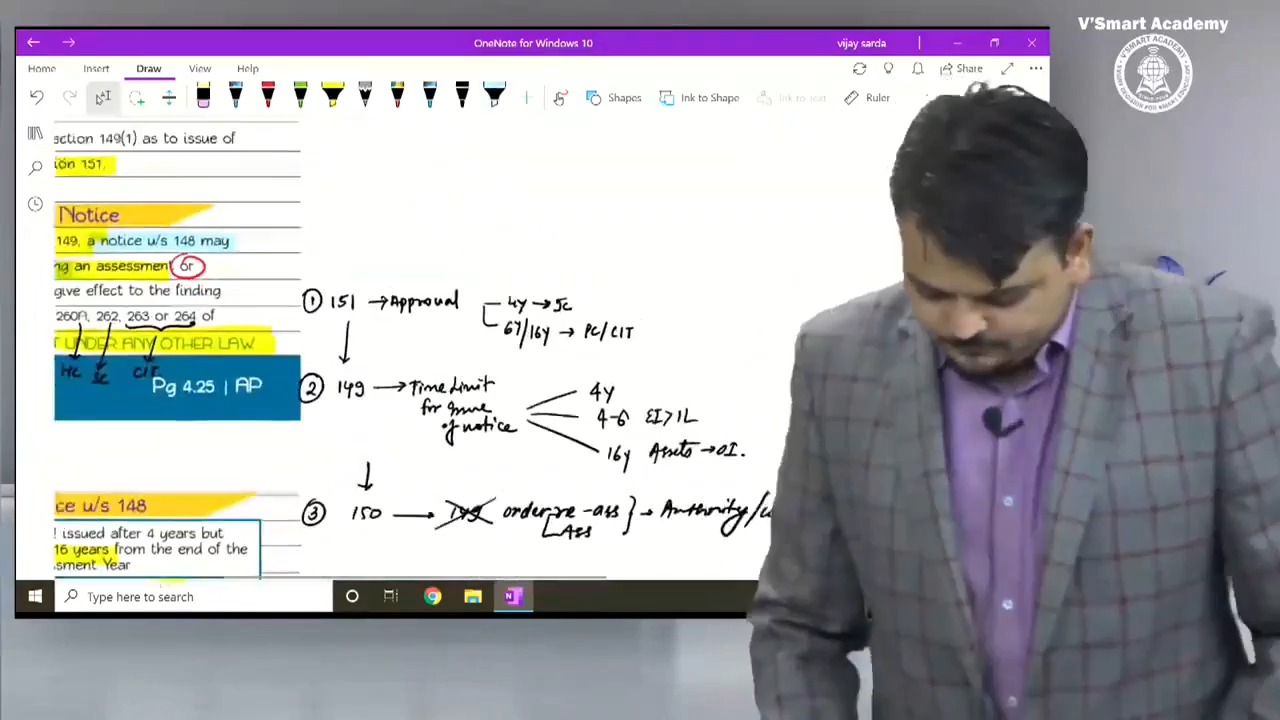 V'Smart Academy
OneNote for Windows 10
vijay sarda
Home Insert Draw View Help
Share
Shapes Ink to Shape Ink to Text Ruler
ection 149(1) as to issue of
ion 151.
Notice
149, a notice u/s 148 may
ng an assessment or
give effect to the finding
260A, 262, 263 or 264 of
T UNDER ANY OTHER LAW.
HC SC CIT
Pg 4.25 | AP
ce u/s 148
issued after 4 years but
16 years from the end of the
ssment Year
① 151 → Approval
4Y → JC
6Y/16Y → PC/CIT
② 149 → Time Limit
for issue
of notice
4Y
4-6 EI>1L
16y Assets → OI.
③ 150 → 149 order re-ass } → Authority/
Ass
Type here to search